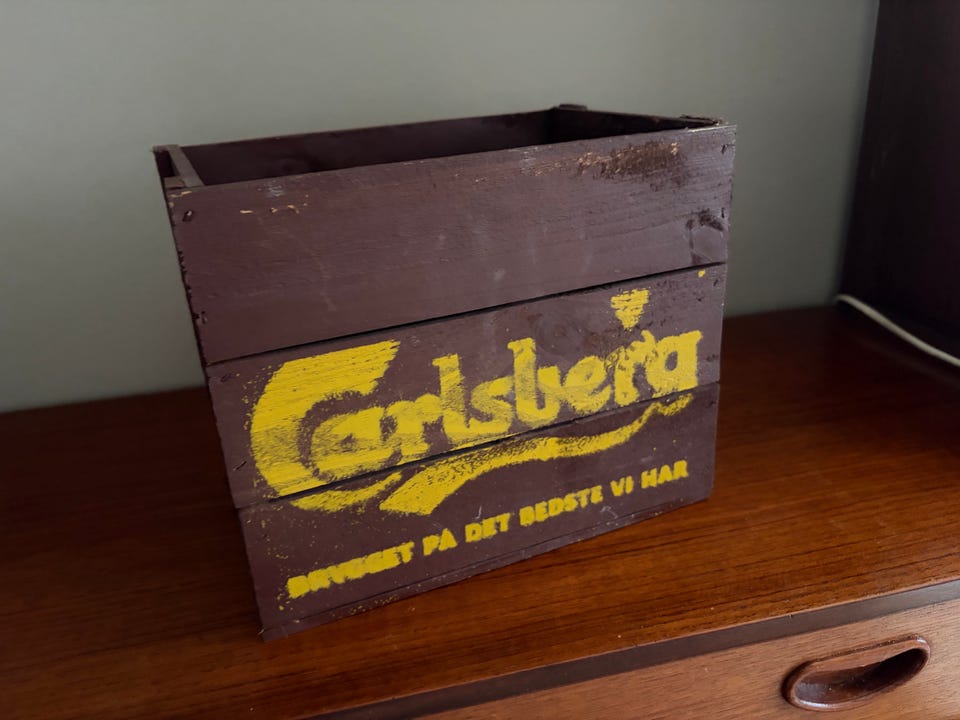 Carlsberg
BRYGGET PÅ DET BEDSTE VI HAR